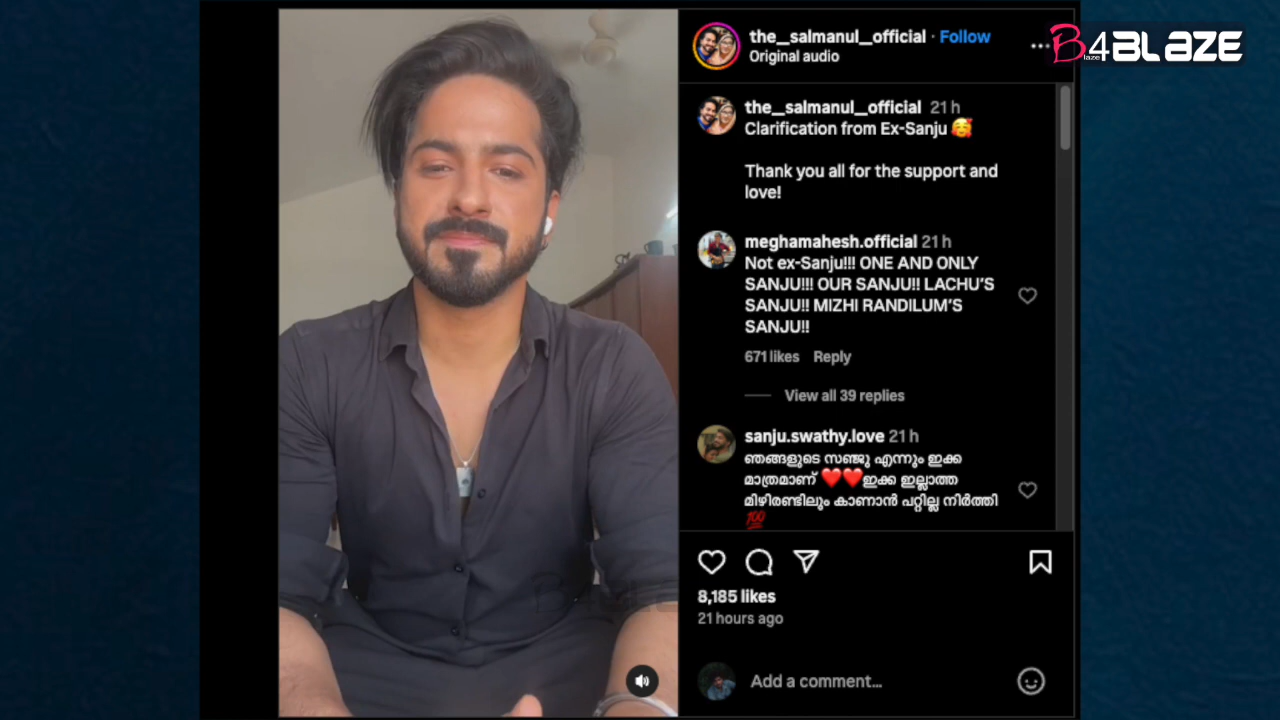 B4BLAZE
laze
the__salmanul__official · Follow
Original audio
the__salmanul__official 21 h
Clarification from Ex-Sanju 🥰
Thank you all for the support and
love!
meghamahesh.official 21 h
Not ex-Sanju!!! ONE AND ONLY
SANJU!!! OUR SANJU!! LACHU'S
SANJU!! MIZHI RANDILUM'S
SANJU!!
671 likes Reply
View all 39 replies
sanju.swathy.love 21 h
ഞങ്ങളുടെ സഞ്ജു എന്നും ഇക്ക
മാത്രമാണ് ❤️❤️ഇക്ക ഇല്ലാത്ത
മിഴിരണ്ടിലും കാണാൻ പറ്റില്ല നിർത്തി
💯
8,185 likes
21 hours ago
Add a comment...